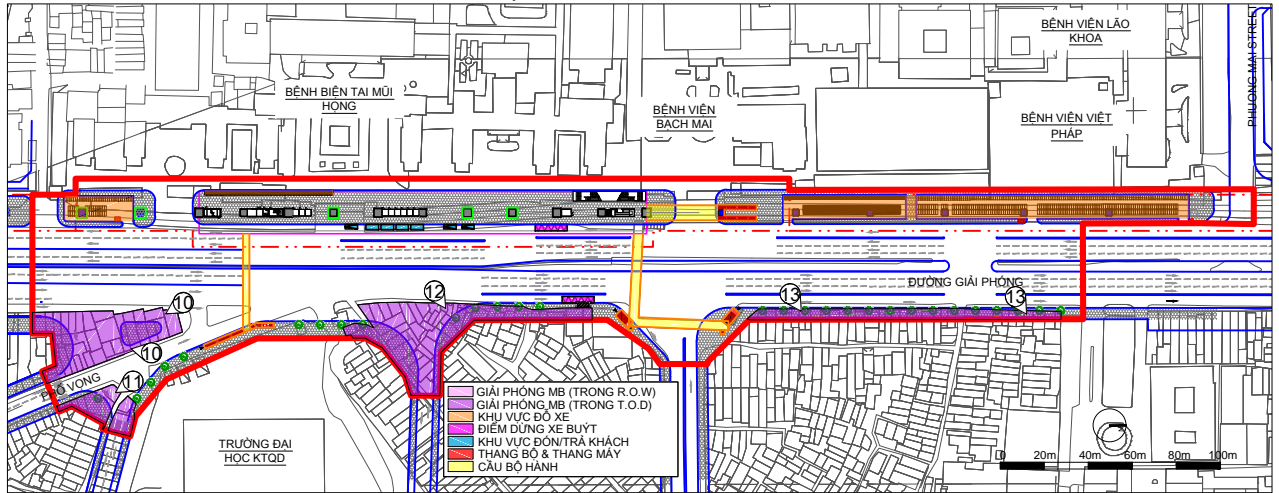 BỆNH VIỆN LÃO
KHOA
PHUONG MAI STREET
BỆNH BIỆN TAI MŨI
HỌNG
BỆNH VIỆN
BẠCH MAI
BỆNH VIỆN VIỆT
PHÁP
ĐƯỜNG GIẢI PHÓNG
10
12
13
13
10
11
PHỐ VỌNG
TRƯỜNG ĐẠI
HỌC KTQD
GIẢI PHÓNG MB (TRONG R.O.W)
GIẢI PHÓNG MB (TRONG T.O.D)
KHU VỰC ĐỖ XE
ĐIỂM DỪNG XE BUÝT
KHU VỰC ĐÓN/TRẢ KHÁCH
THANG BỘ & THANG MÁY
CẦU BỘ HÀNH
0 20m 40m 60m 80m 100m